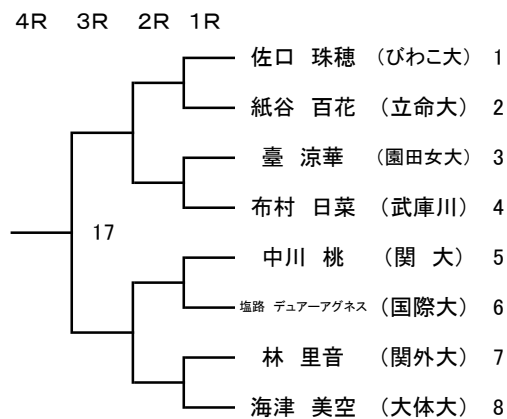 4R 3R 2R 1R
佐口 珠穂 (びわこ大) 1
紙谷 百花 (立命大) 2
臺 涼華 (園田女大) 3
布村 日菜 (武庫川) 4
17
中川 桃 (関 大) 5
塩路 デュアーアグネス (国際大) 6
林 里音 (関外大) 7
海津 美空 (大体大) 8